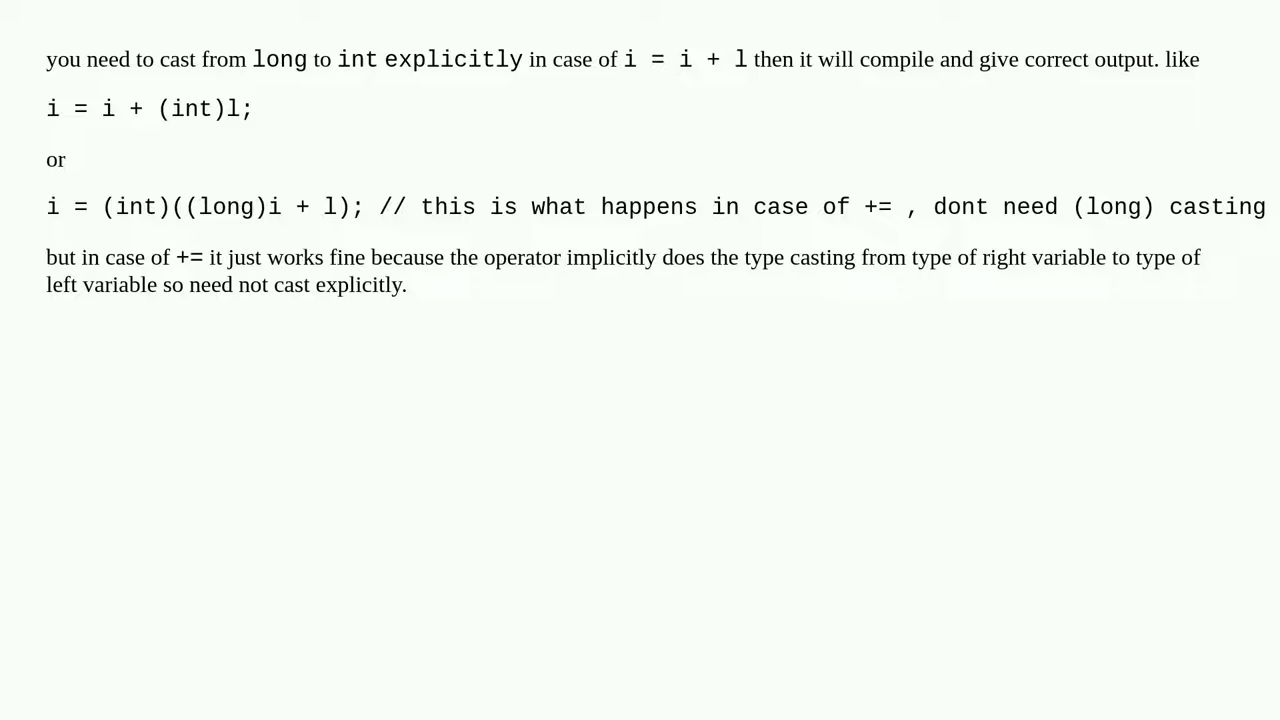 you need to cast from long to int explicitly in case of i = i + l then it will compile and give correct output. like
i = i + (int)l;
or
i = (int)((long)i + l); // this is what happens in case of += , dont need (long) casting
but in case of += it just works fine because the operator implicitly does the type casting from type of right variable to type of
left variable so need not cast explicitly.